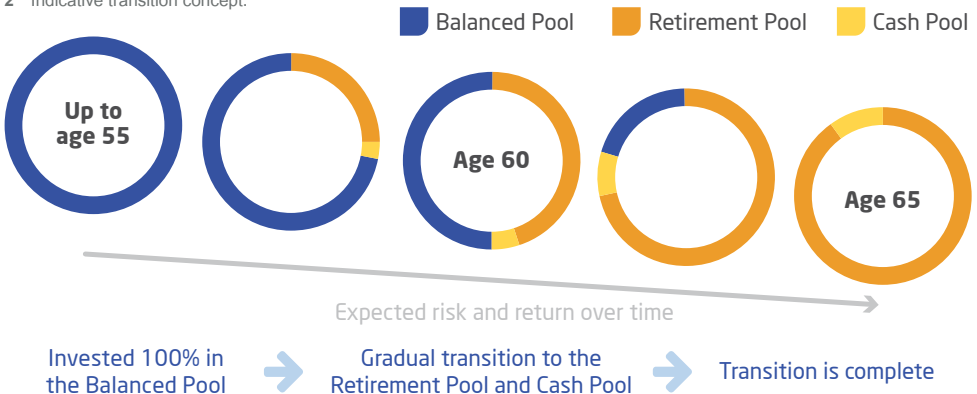 2 Indicative transition concept.
Balanced Pool
Retirement Pool
Cash Pool
Up to
age 55
Age 60
Age 65
Expected risk and return over time
Invested 100% in
the Balanced Pool
Gradual transition to the
Retirement Pool and Cash Pool
Transition is complete